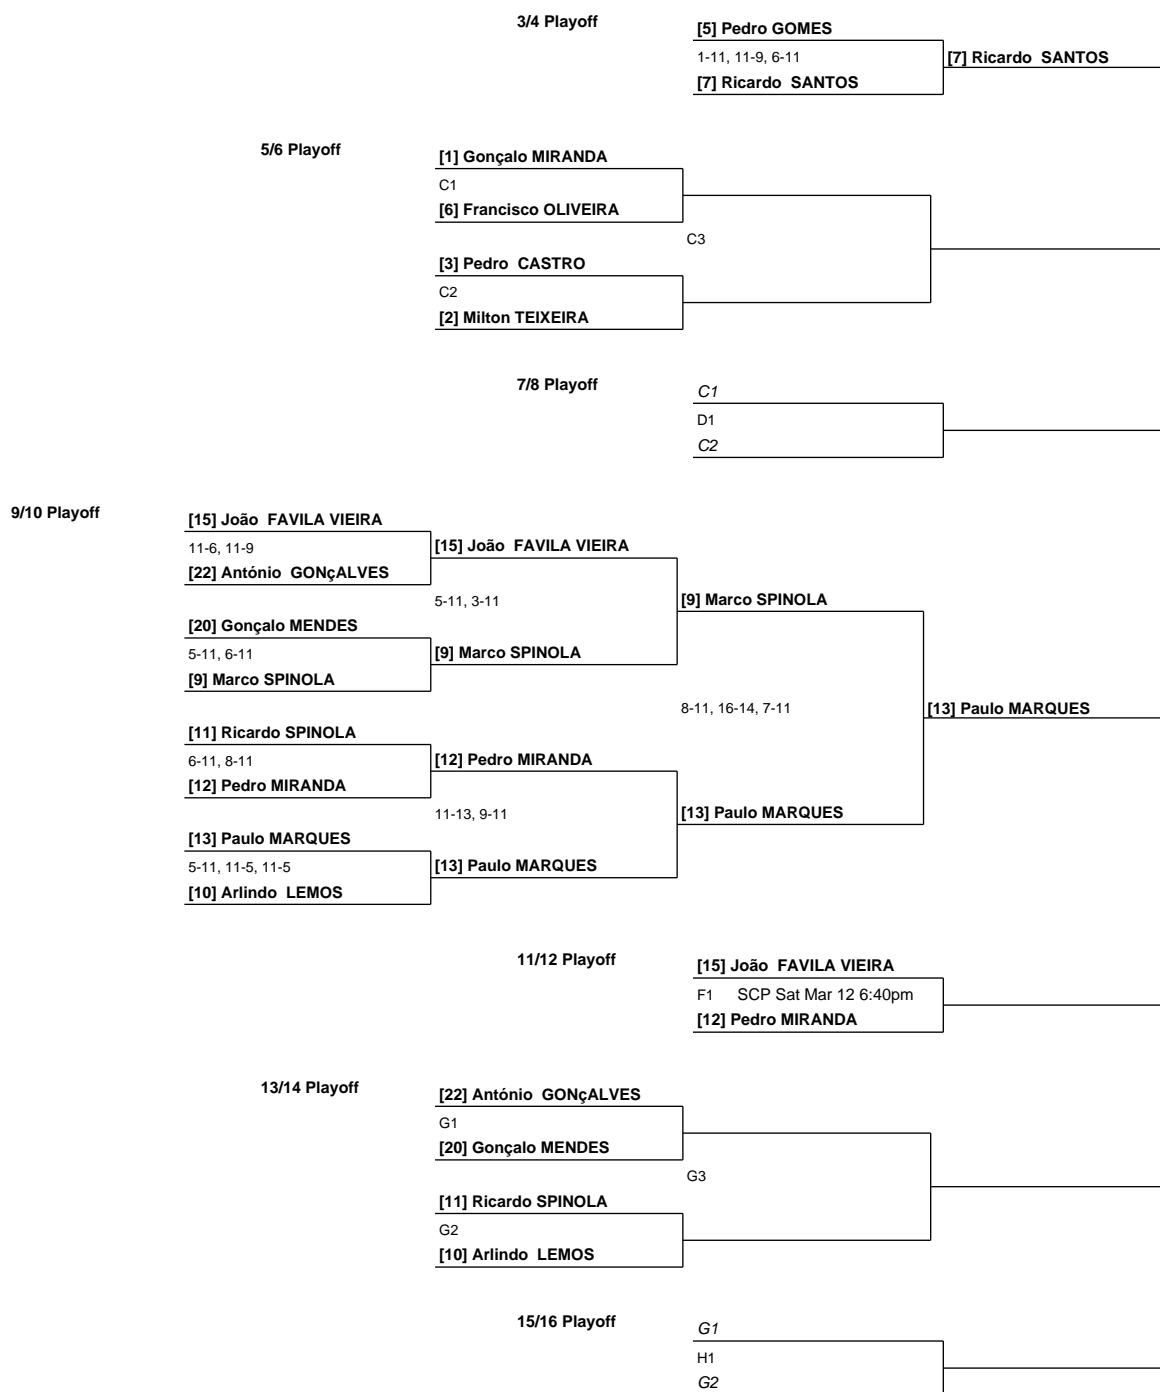 3/4 Playoff
[5] Pedro GOMES
1-11, 11-9, 6-11
[7] Ricardo  SANTOS
[7] Ricardo  SANTOS
5/6 Playoff
[1] Gonçalo MIRANDA
C1
[6] Francisco OLIVEIRA
C3
[3] Pedro  CASTRO
C2
[2] Milton TEIXEIRA
7/8 Playoff
C1
D1
C2
9/10 Playoff
[15] João  FAVILA VIEIRA
11-6, 11-9
[15] João  FAVILA VIEIRA
[22] António  GONçALVES
5-11, 3-11
[9] Marco SPINOLA
[20] Gonçalo MENDES
5-11, 6-11
[9] Marco SPINOLA
[9] Marco SPINOLA
8-11, 16-14, 7-11
[13] Paulo MARQUES
[11] Ricardo SPINOLA
6-11, 8-11
[12] Pedro MIRANDA
[12] Pedro MIRANDA
11-13, 9-11
[13] Paulo MARQUES
[13] Paulo MARQUES
5-11, 11-5, 11-5
[13] Paulo MARQUES
[10] Arlindo  LEMOS
11/12 Playoff
[15] João  FAVILA VIEIRA
F1 SCP Sat Mar 12 6:40pm
[12] Pedro MIRANDA
13/14 Playoff
[22] António  GONçALVES
G1
[20] Gonçalo MENDES
G3
[11] Ricardo SPINOLA
G2
[10] Arlindo  LEMOS
15/16 Playoff
G1
H1
G2